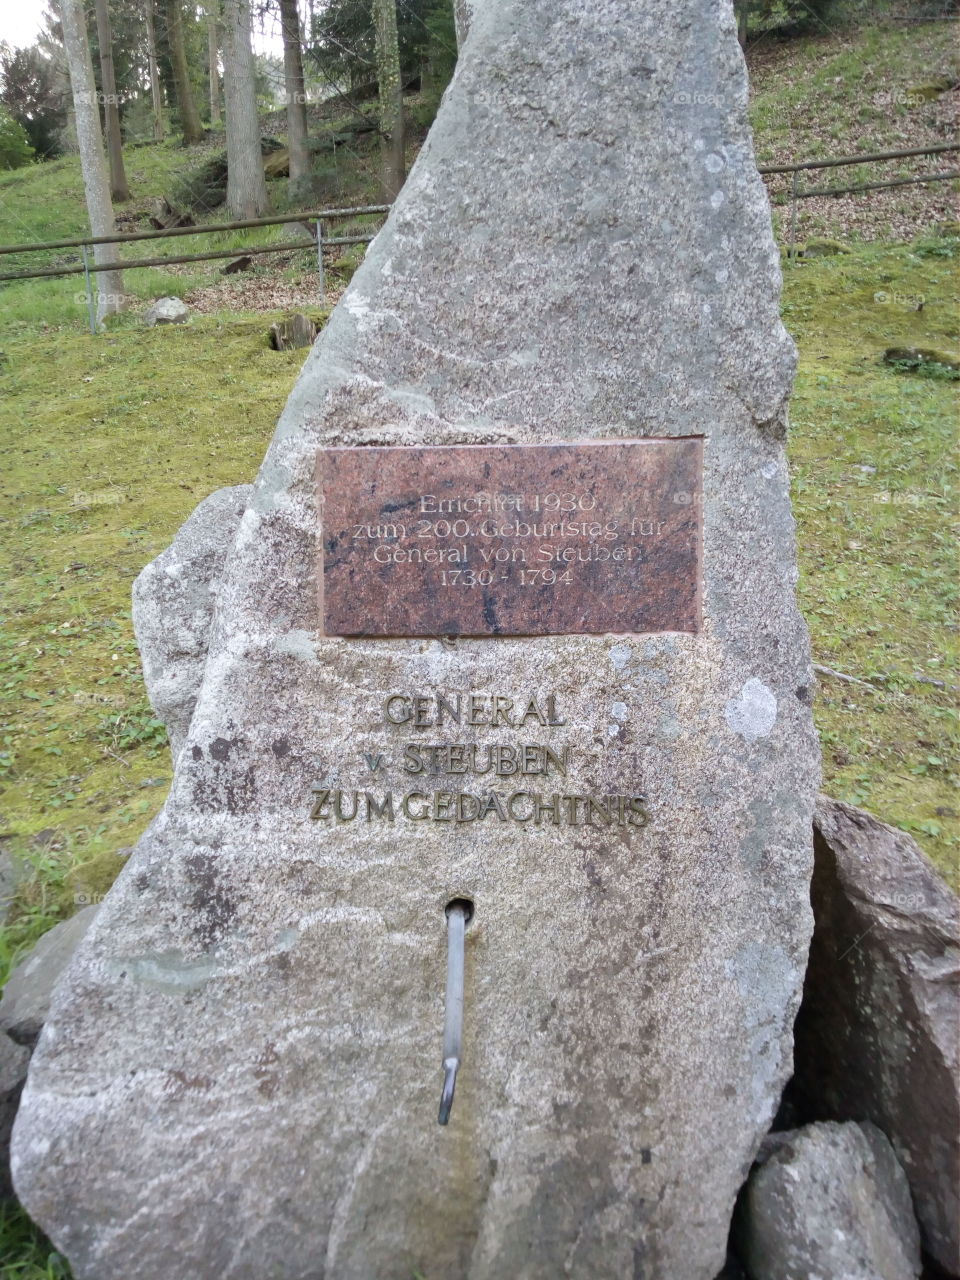 Errichtet 1930
zum 200. Geburtstag für
General von Steuben
1730 - 1794
GENERAL
v. STEUBEN
ZUM GEDÄCHTNIS